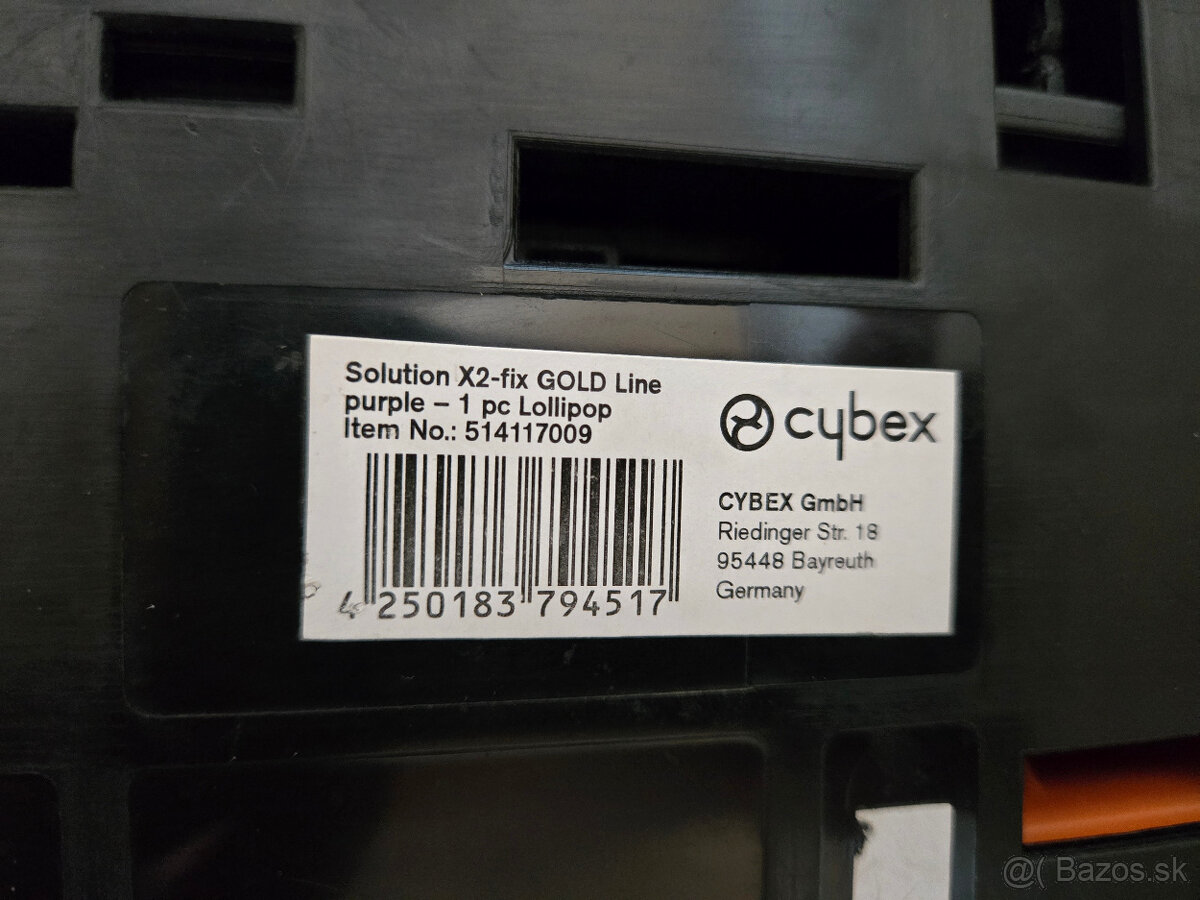 Solution X2-fix GOLD Line
purple – 1 pc Lollipop
Item No.: 514117009
4 250183 794517
cybex
CYBEX GmbH
Riedinger Str. 18
95448 Bayreuth
Germany
@( Bazos.sk